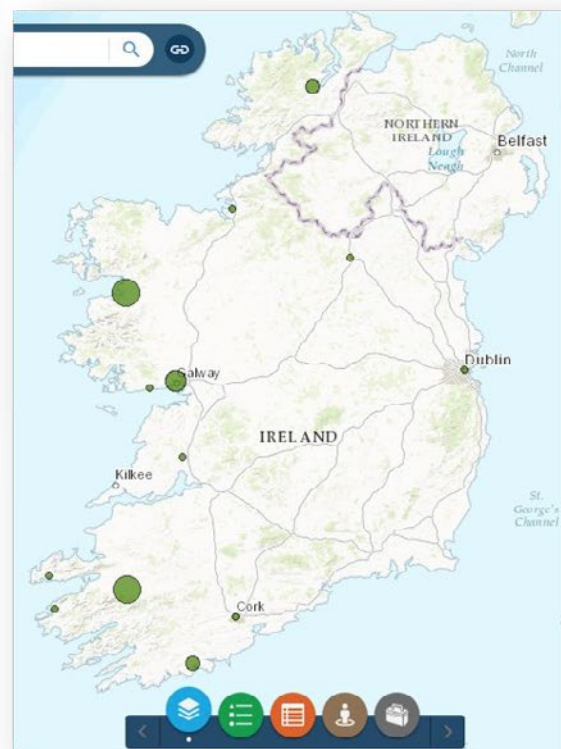 North
Channel
NORTHERN
IRELAND
Belfast
Lough
Neagh
Galway
Dublin
IRELAND
Kilkee
St.
George's
Channel
Cork